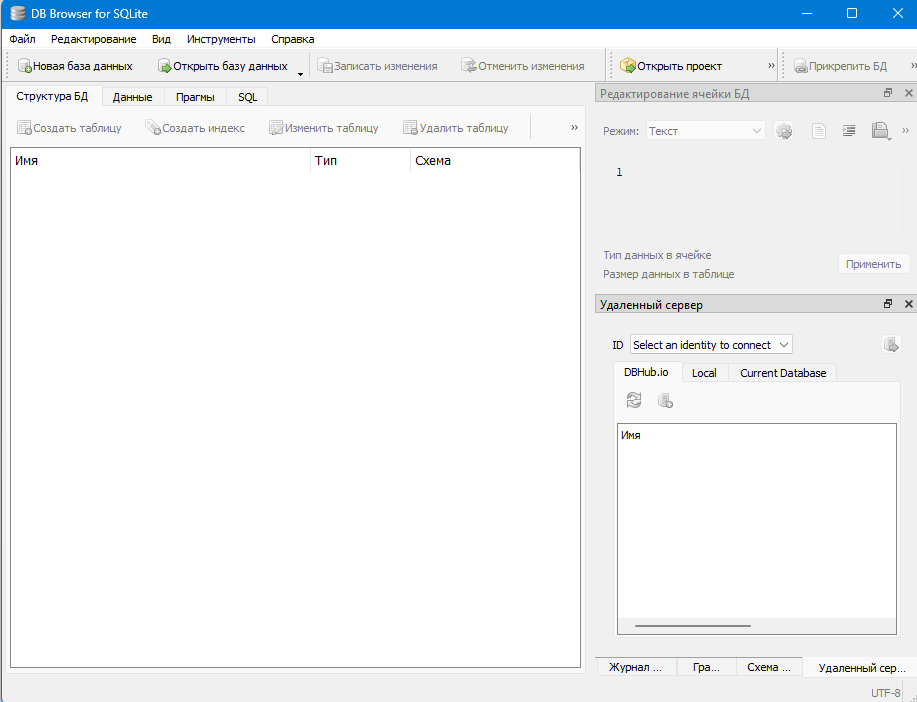 DB Browser for SQLite
Файл Редактирование Вид Инструменты Справка
Новая база данных Открыть базу данных Записать изменения Отменить изменения Открыть проект » Прикрепить БД »
Структура БД Данные Прагмы SQL
Создать таблицу Создать индекс Изменить таблицу Удалить таблицу »
Имя Тип Схема
Редактирование ячейки БД
Режим: Текст »
1
Тип данных в ячейке
Размер данных в таблице
Применить
Удаленный сервер
ID Select an identity to connect
DBHub.io Local Current Database
Имя
Журнал ... Гра... Схема ... Удаленный сер...
UTF-8